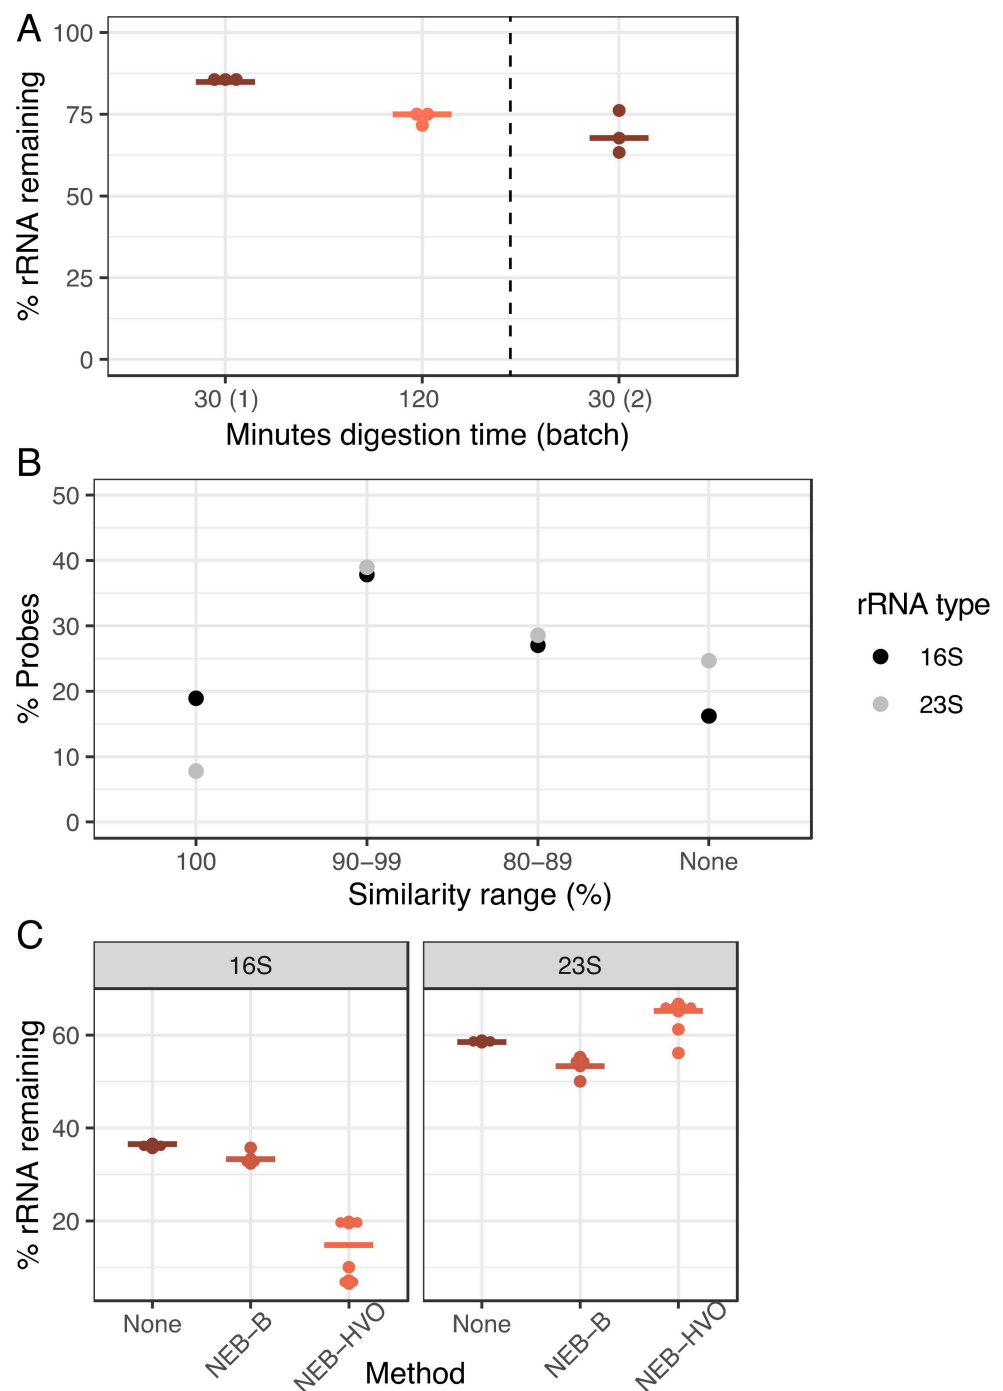 A
% rRNA remaining
100
75
50
25
0
30 (1) 120 30 (2)
Minutes digestion time (batch)
B
% Probes
50
40
30
20
10
0
100 90–99 80–89 None
Similarity range (%)
rRNA type
16S
23S
C
16S 23S
% rRNA remaining
60
40
20
None NEB–B NEB–HVO None NEB–B NEB–HVO
Method